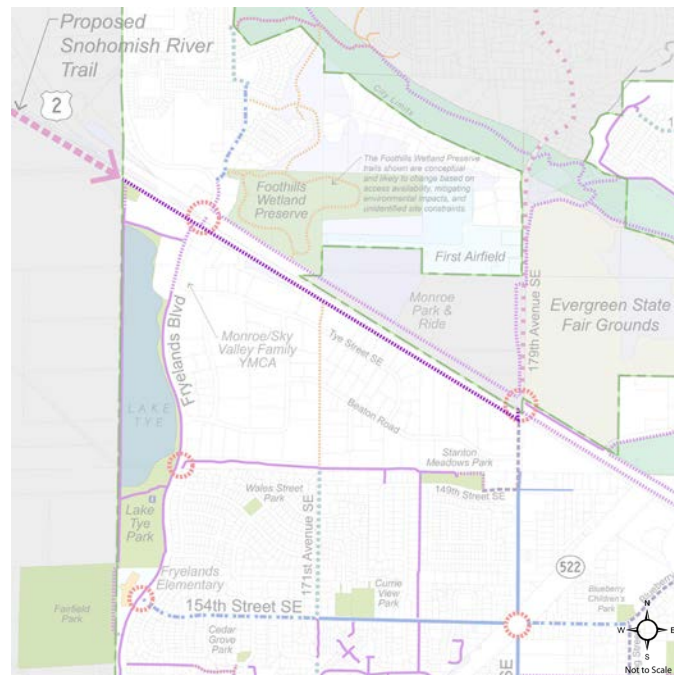 Proposed
Snohomish River
Trail
2
City Limits
The Foothills Wetland Preserve
trails shown are conceptual
and likely to change based on
access availability, mitigating
environmental impacts, and
unidentified site constraints.
Foothills
Wetland
Preserve
First Airfield
Monroe
Park &
Ride
179th Avenue SE
Evergreen State
Fair Grounds
Fryelands Blvd
Monroe/Sky
Valley Family
YMCA
Tye Street SE
Beaton Road
LAKE
TYE
Stanton
Meadows Park
149th Street SE
Wales Street
Park
Lake
Tye
Park
171st Avenue SE
522
Fryelands
Elementary
154th Street SE
Currie
View
Park
Blueberry
Children's
Park
Blueberry
Fairfield
Park
Cedar
Grove
Park
SE
N
W
E
S
Not to Scale